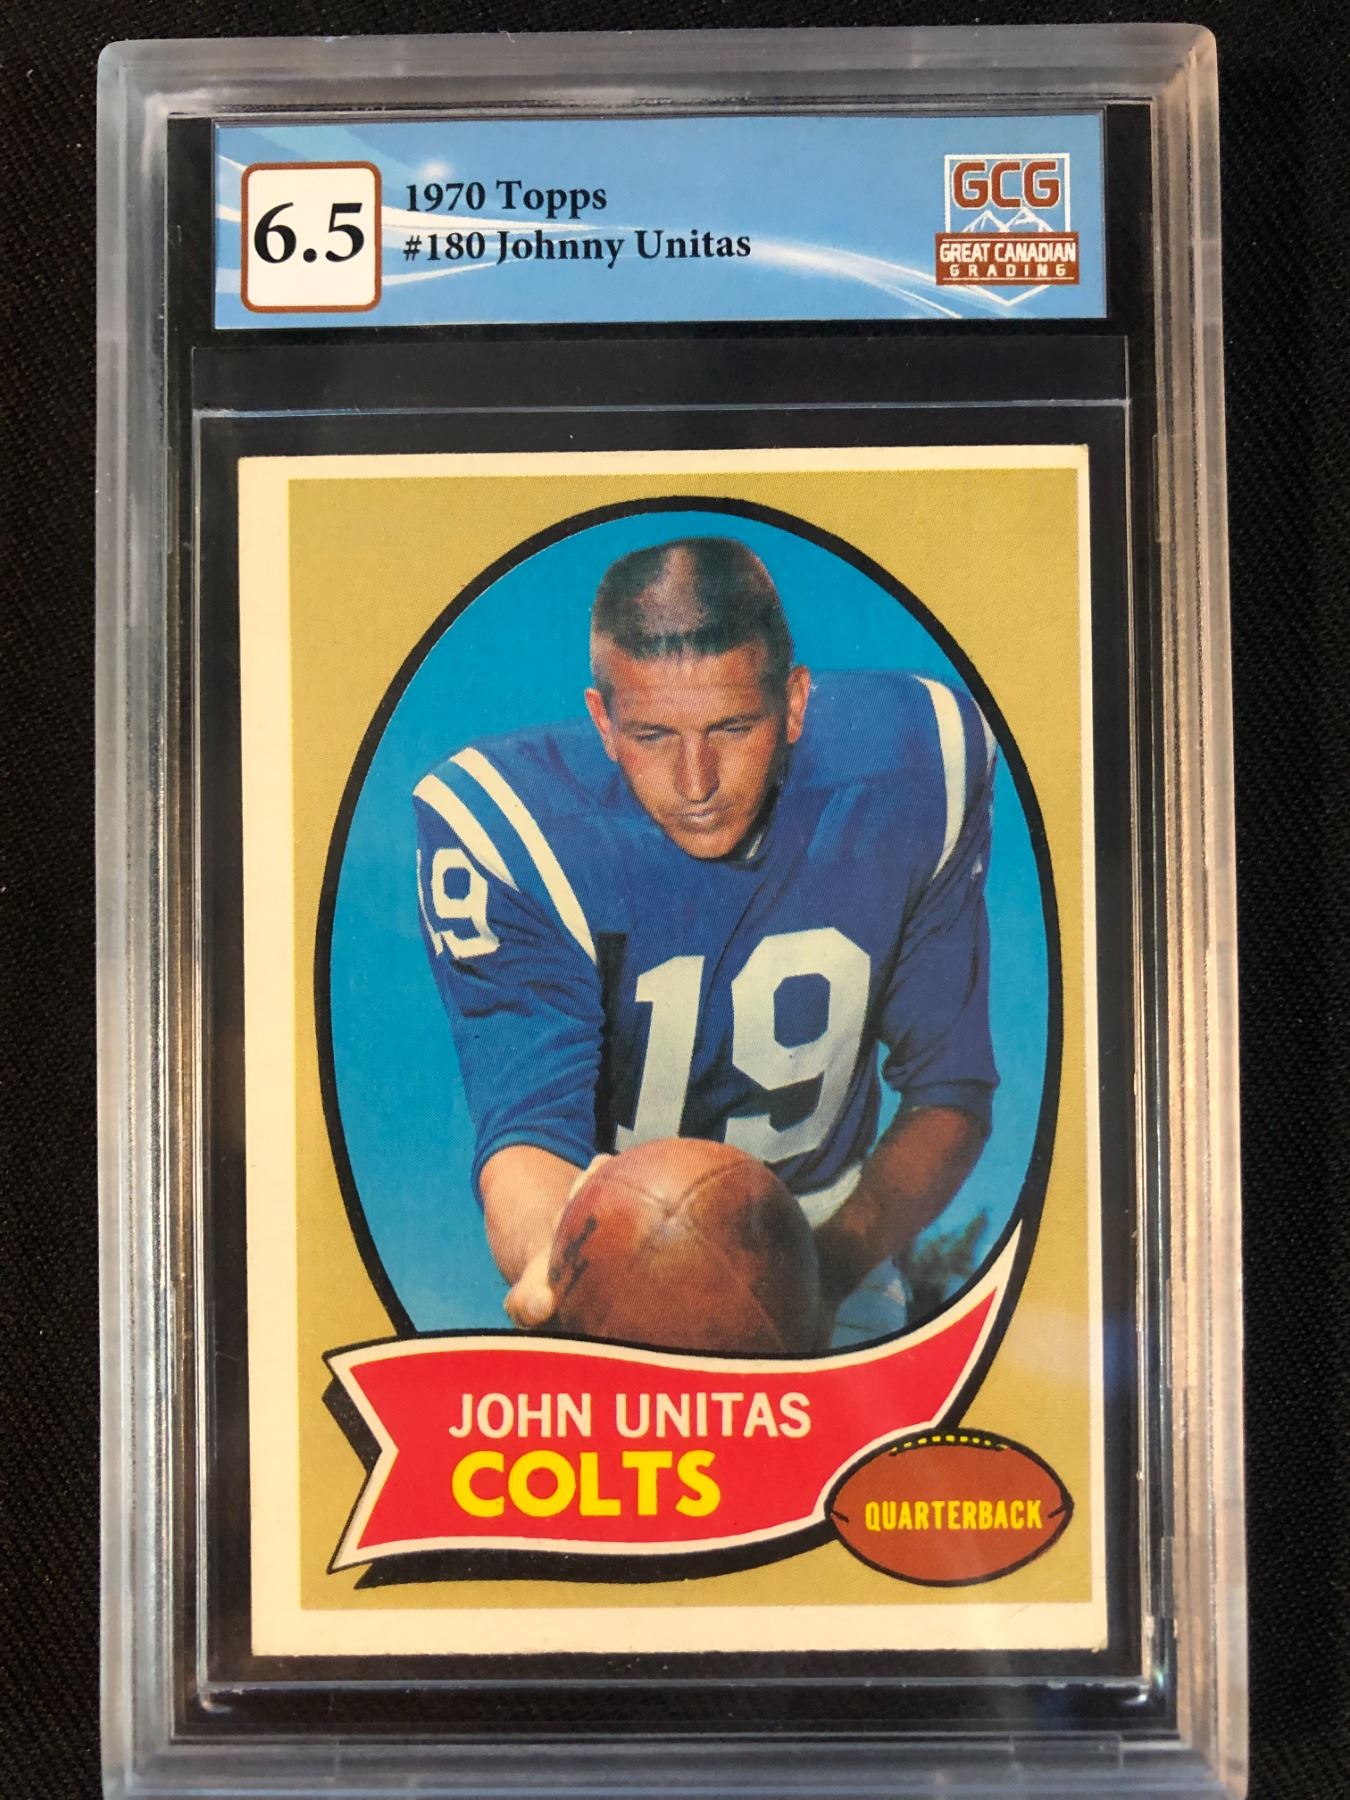 6.5
1970 Topps
#180 Johnny Unitas
GCG
GREAT CANADIAN
GRADING
19
19
JOHN UNITAS
COLTS
QUARTERBACK